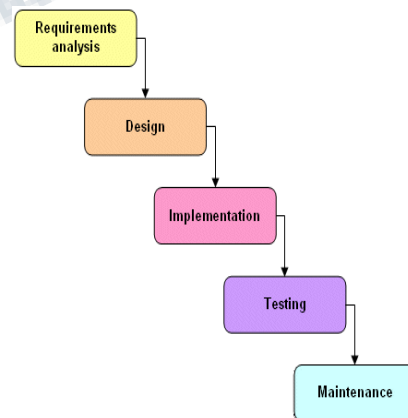 Requirements
analysis
Design
Implementation
Testing
Maintenance